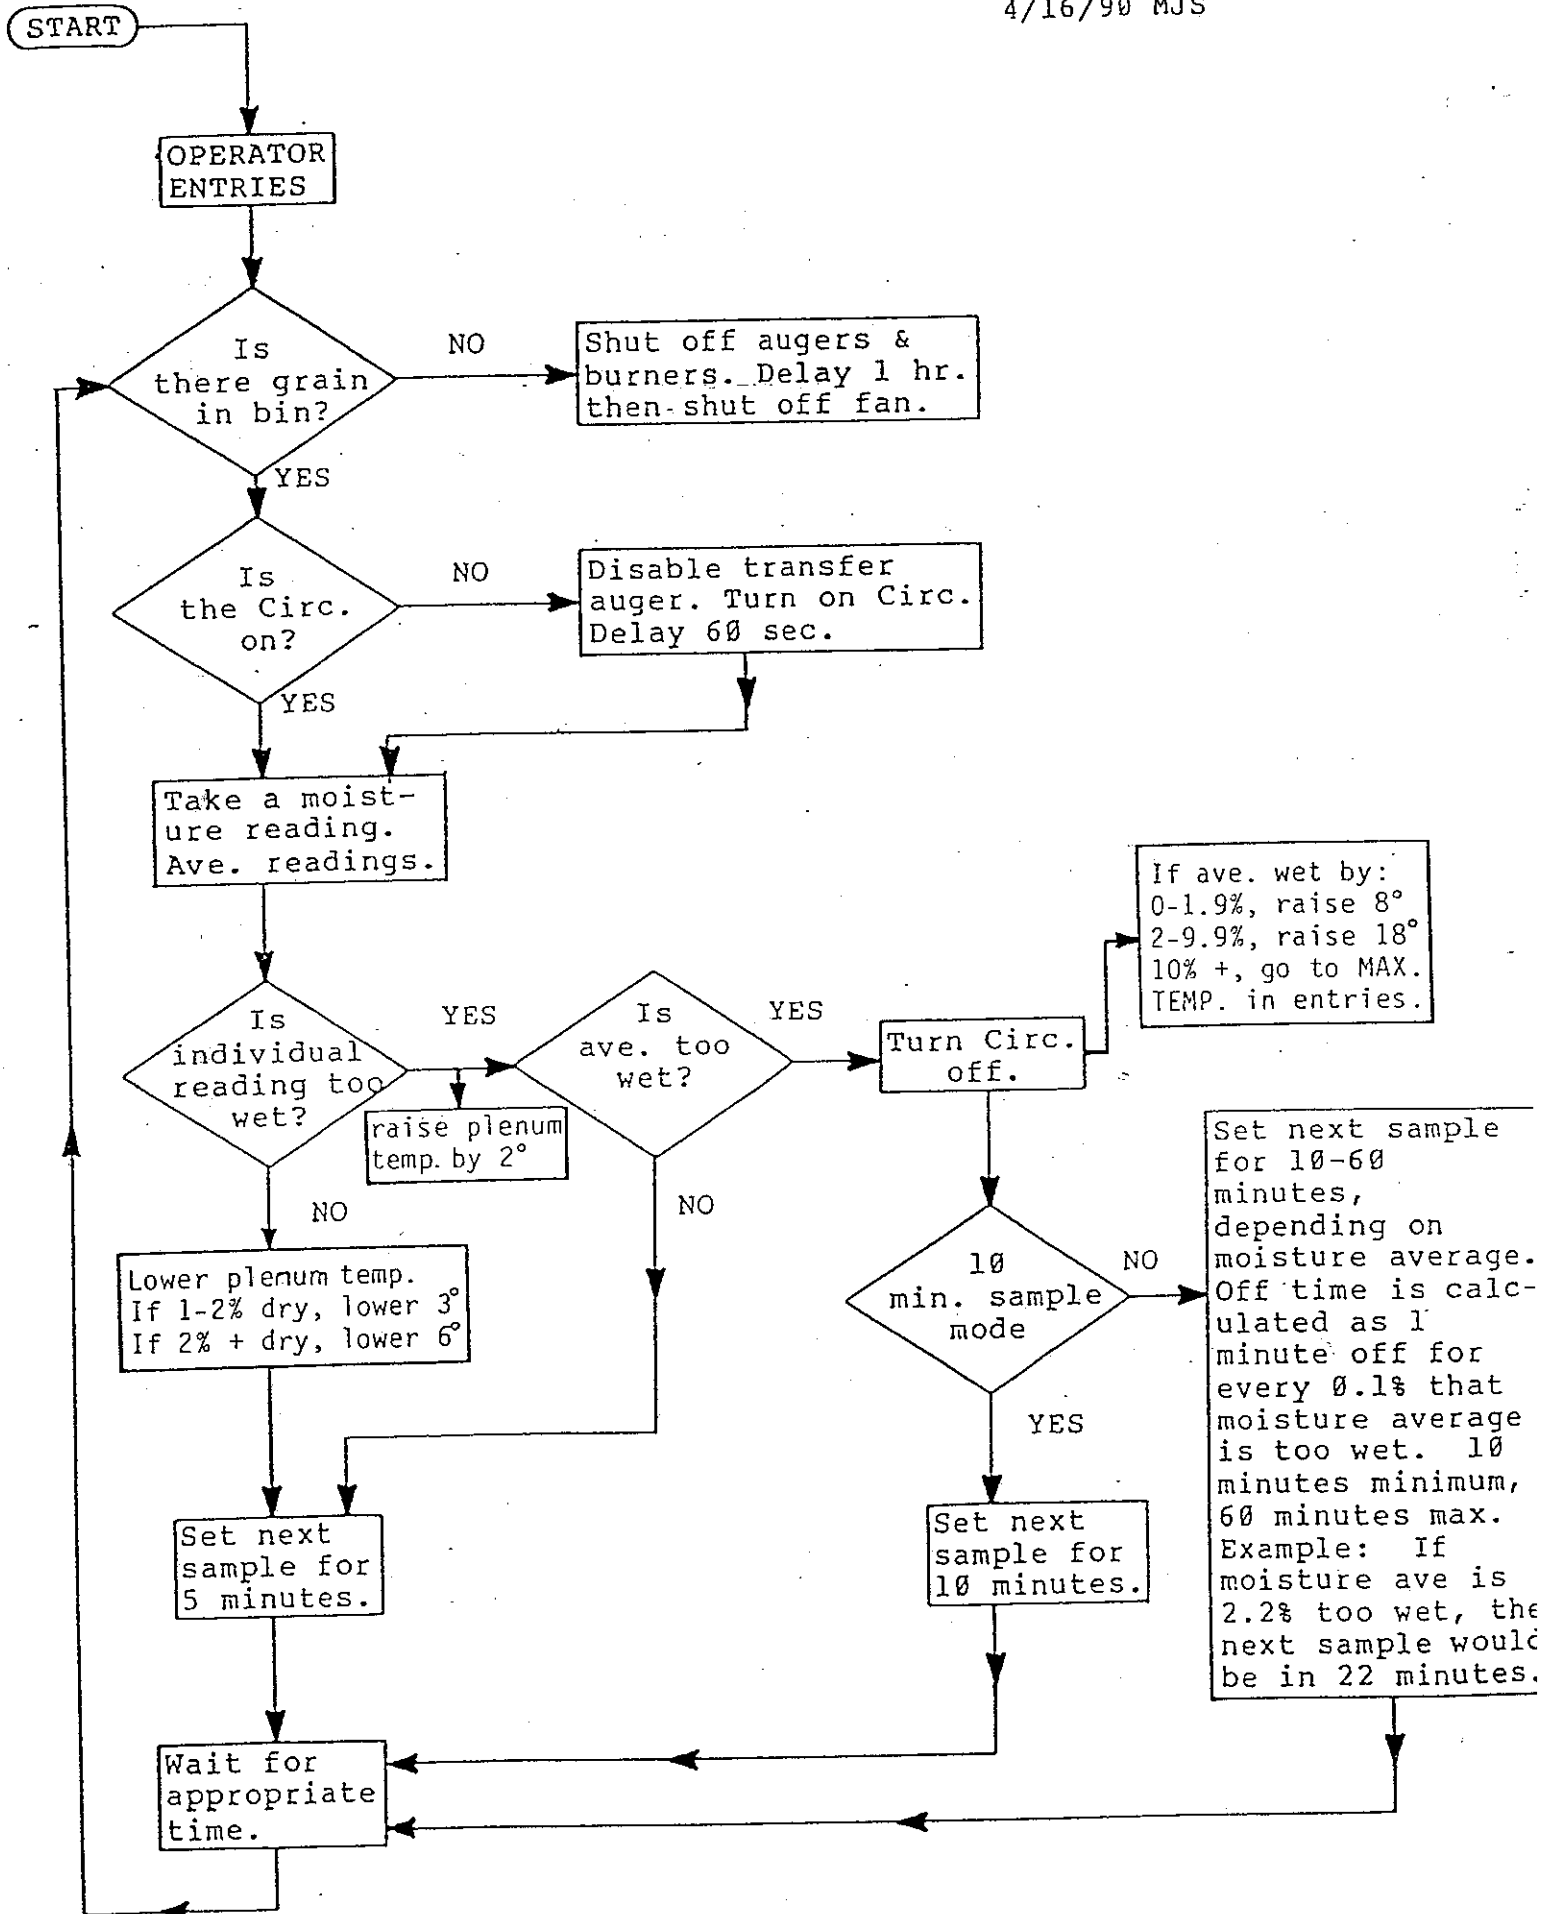 4/16/90 MJS
START
OPERATOR
ENTRIES
Is
there grain
in bin?
NO
Shut off augers &
burners. Delay 1 hr.
then shut off fan.
YES
Is
the Circ.
on?
NO
Disable transfer
auger. Turn on Circ.
Delay 60 sec.
YES
Take a moist-
ure reading.
Ave. readings.
If ave. wet by:
0-1.9%, raise 8°
2-9.9%, raise 18°
10% +, go to MAX.
TEMP. in entries.
Is
individual
reading too
wet?
YES
raise plenum
temp. by 2°
Is
ave. too
wet?
YES
Turn Circ.
off.
NO
Lower plenum temp.
If 1-2% dry, lower 3°
If 2% + dry, lower 6°
NO
10
min. sample
mode
NO
Set next sample
for 10-60
minutes,
depending on
moisture average.
Off time is calc-
ulated as 1
minute off for
every 0.1% that
moisture average
is too wet. 10
minutes minimum,
60 minutes max.
Example: If
moisture ave is
2.2% too wet, the
next sample would
be in 22 minutes.
YES
Set next
sample for
5 minutes.
Set next
sample for
10 minutes.
Wait for
appropriate
time.